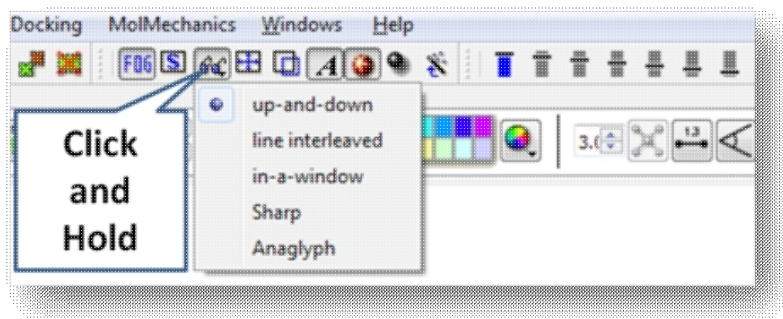 Docking MolMechanics Windows Help
FOG S A
up-and-down
line interleaved
in-a-window
Sharp
Anaglyph
Click
and
Hold
3.0
1.3